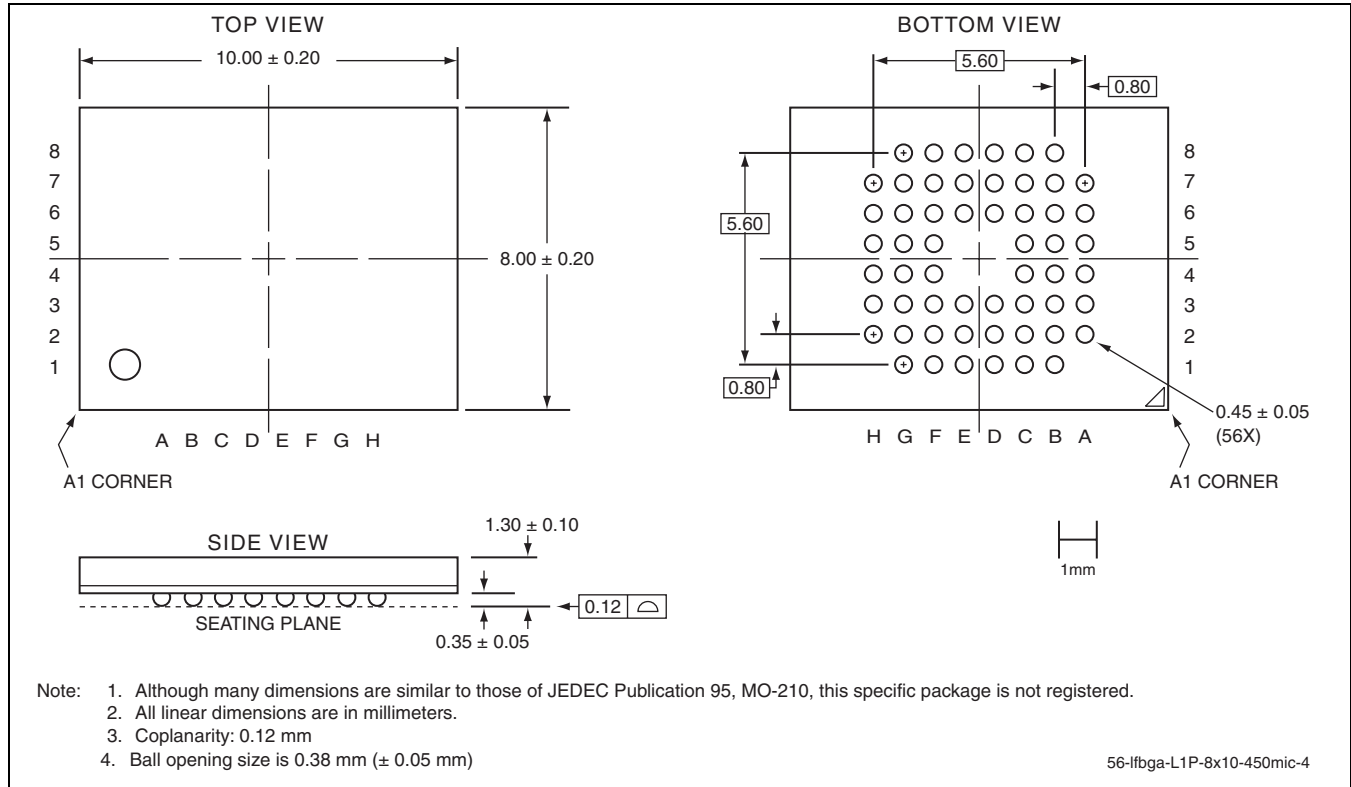 TOP VIEW
10.00 ± 0.20
8
7
6
5
4
3
2
1
8.00 ± 0.20
A B C D E F G H
A1 CORNER
BOTTOM VIEW
5.60
0.80
8
7
6
5
4
3
2
1
5.60
0.80
0.45 ± 0.05
(56X)
H G F E D C B A
A1 CORNER
SIDE VIEW
1.30 ± 0.10
0.12
SEATING PLANE
0.35 ± 0.05
1mm
Note: 1. Although many dimensions are similar to those of JEDEC Publication 95, MO-210, this specific package is not registered.
2. All linear dimensions are in millimeters.
3. Coplanarity: 0.12 mm
4. Ball opening size is 0.38 mm (± 0.05 mm)
56-lfbga-L1P-8x10-450mic-4